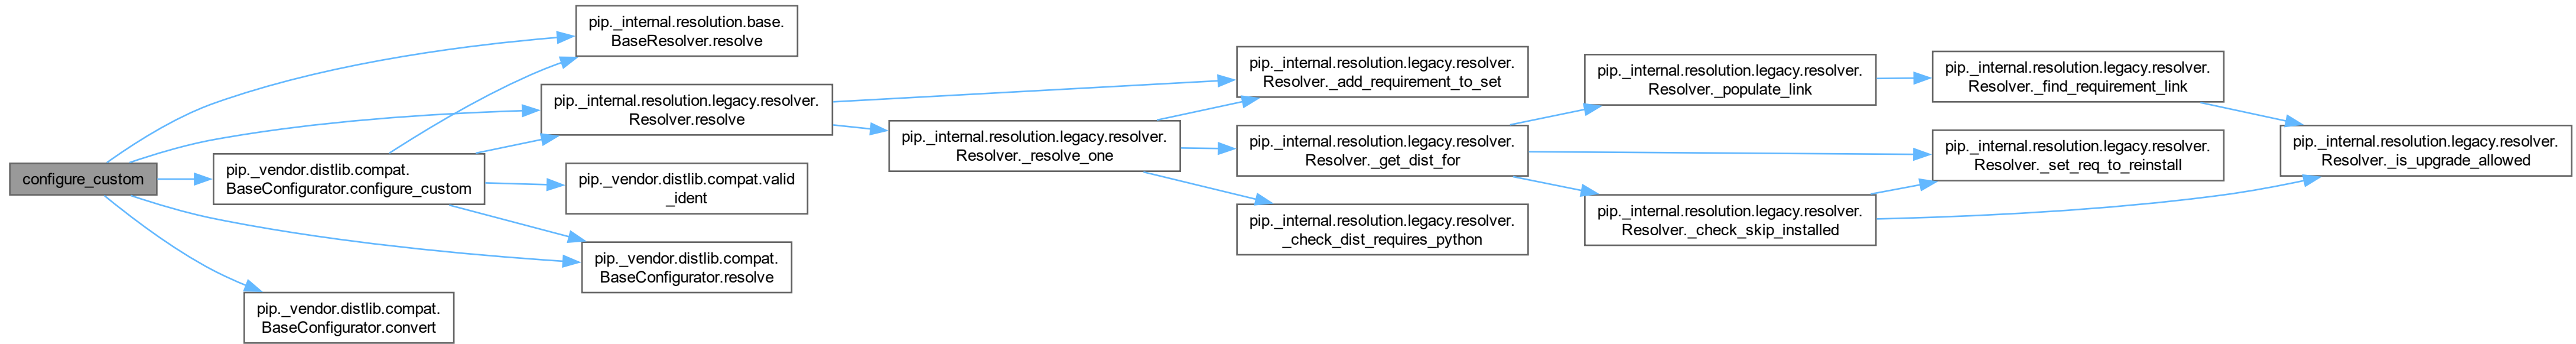 configure_custom
pip._internal.resolution.base.
BaseResolver.resolve
pip._internal.resolution.legacy.resolver.
Resolver.resolve
pip._vendor.distlib.compat.
BaseConfigurator.configure_custom
pip._vendor.distlib.compat.valid
_ident
pip._vendor.distlib.compat.
BaseConfigurator.resolve
pip._vendor.distlib.compat.
BaseConfigurator.convert
pip._internal.resolution.legacy.resolver.
Resolver._resolve_one
pip._internal.resolution.legacy.resolver.
Resolver._add_requirement_to_set
pip._internal.resolution.legacy.resolver.
Resolver._get_dist_for
pip._internal.resolution.legacy.resolver.
_check_dist_requires_python
pip._internal.resolution.legacy.resolver.
Resolver._populate_link
pip._internal.resolution.legacy.resolver.
Resolver._check_skip_installed
pip._internal.resolution.legacy.resolver.
Resolver._find_requirement_link
pip._internal.resolution.legacy.resolver.
Resolver._set_req_to_reinstall
pip._internal.resolution.legacy.resolver.
Resolver._is_upgrade_allowed